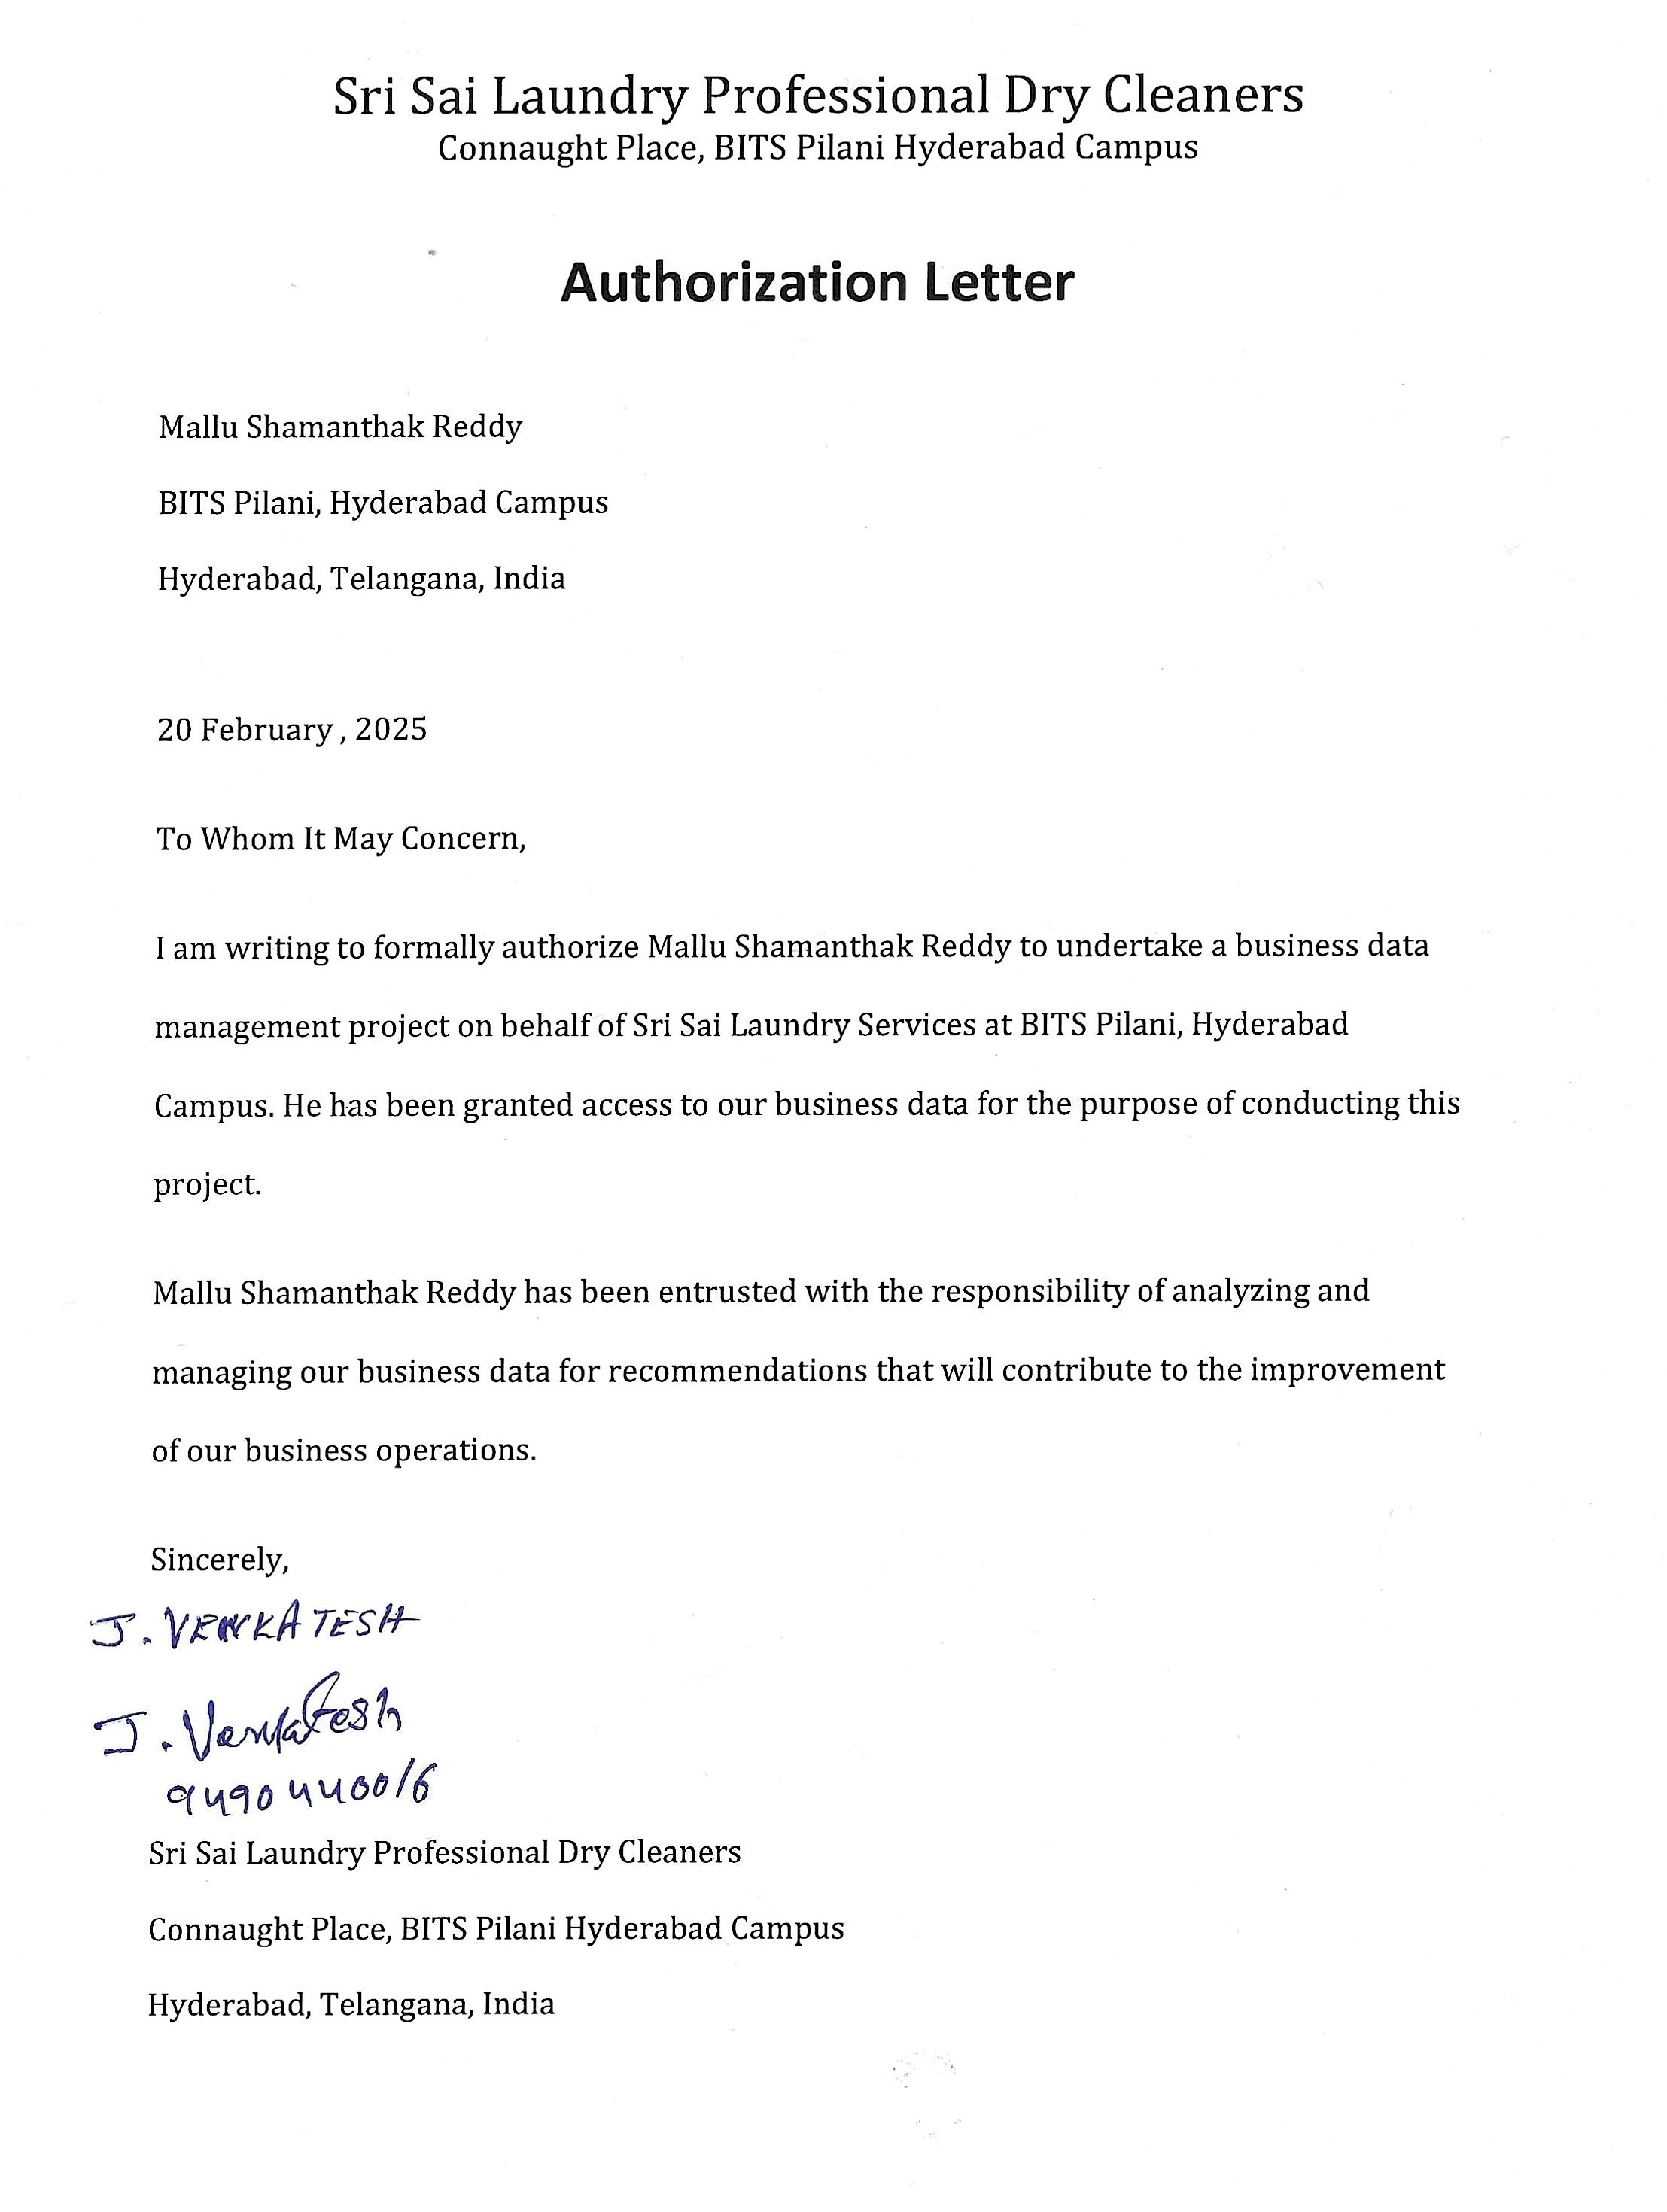 Sri Sai Laundry Professional Dry Cleaners
Connaught Place, BITS Pilani Hyderabad Campus
Authorization Letter
Mallu Shamanthak Reddy
BITS Pilani, Hyderabad Campus
Hyderabad, Telangana, India
20 February, 2025
To Whom It May Concern,
I am writing to formally authorize Mallu Shamanthak Reddy to undertake a business data
management project on behalf of Sri Sai Laundry Services at BITS Pilani, Hyderabad
Campus. He has been granted access to our business data for the purpose of conducting this
project.
Mallu Shamanthak Reddy has been entrusted with the responsibility of analyzing and
managing our business data for recommendations that will contribute to the improvement
of our business operations.
Sincerely,
J. VENKATESH
J. Venkatesh
9490440016
Sri Sai Laundry Professional Dry Cleaners
Connaught Place, BITS Pilani Hyderabad Campus
Hyderabad, Telangana, India